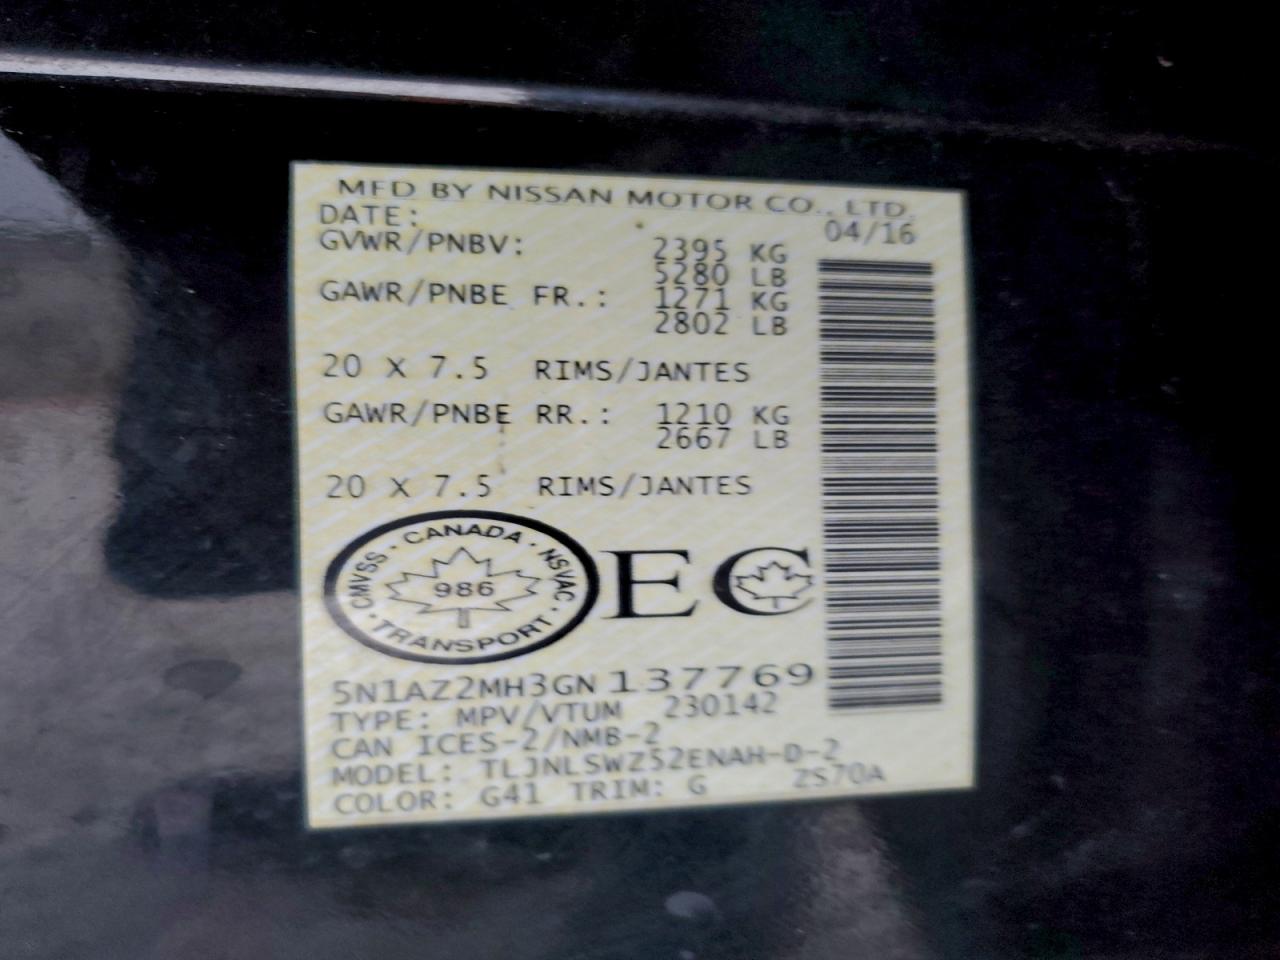 MFD BY NISSAN MOTOR CO., LTD.
DATE: 04/16
GVWR/PNBV: 2395 KG
5280 LB
GAWR/PNBE FR.: 1271 KG
2802 LB
20 X 7.5 RIMS/JANTES
GAWR/PNBE RR.: 1210 KG
2667 LB
20 X 7.5 RIMS/JANTES
CANADA · NSVAC · TRANSPORT · CMVSS ·
986
EC
5N1AZ2MH3GN137769
TYPE: MPV/VTUM 230142
CAN ICES-2/NMB-2
MODEL: TLJNLSWZ52ENAH-D-2
COLOR: G41 TRIM: G ZS70A